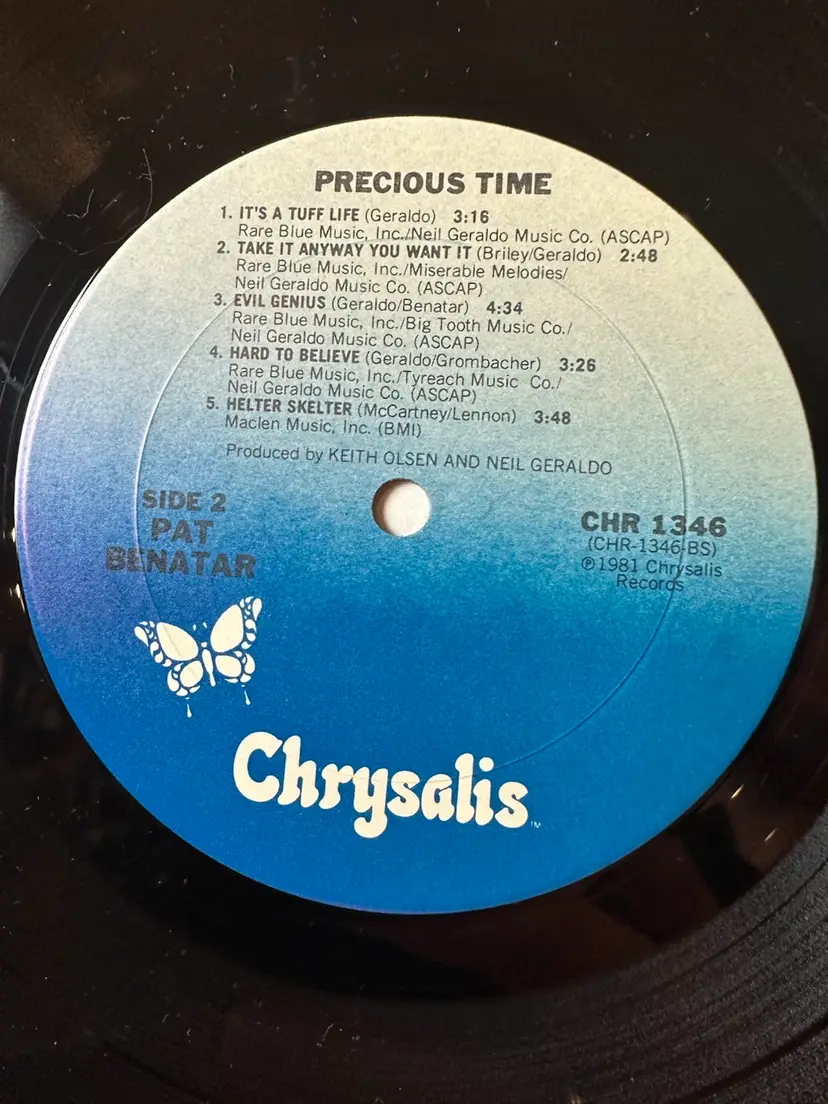 PRECIOUS TIME
1. IT'S A TUFF LIFE (Geraldo) 3:16
Rare Blue Music, Inc./Neil Geraldo Music Co. (ASCAP)
2. TAKE IT ANYWAY YOU WANT IT (Briley/Geraldo) 2:48
Rare Blue Music, Inc./Miserable Melodies/
Neil Geraldo Music Co. (ASCAP)
3. EVIL GENIUS (Geraldo/Benatar) 4:34
Rare Blue Music, Inc./Big Tooth Music Co./
Neil Geraldo Music Co. (ASCAP)
4. HARD TO BELIEVE (Geraldo/Grombacher) 3:26
Rare Blue Music, Inc./Tyreach Music Co./
Neil Geraldo Music Co. (ASCAP)
5. HELTER SKELTER (McCartney/Lennon) 3:48
Maclen Music, Inc. (BMI)
Produced by KEITH OLSEN AND NEIL GERALDO
SIDE 2
PAT
BENATAR
CHR 1346
(CHR-1346-BS)
℗1981 Chrysalis
Records
Chrysalis™